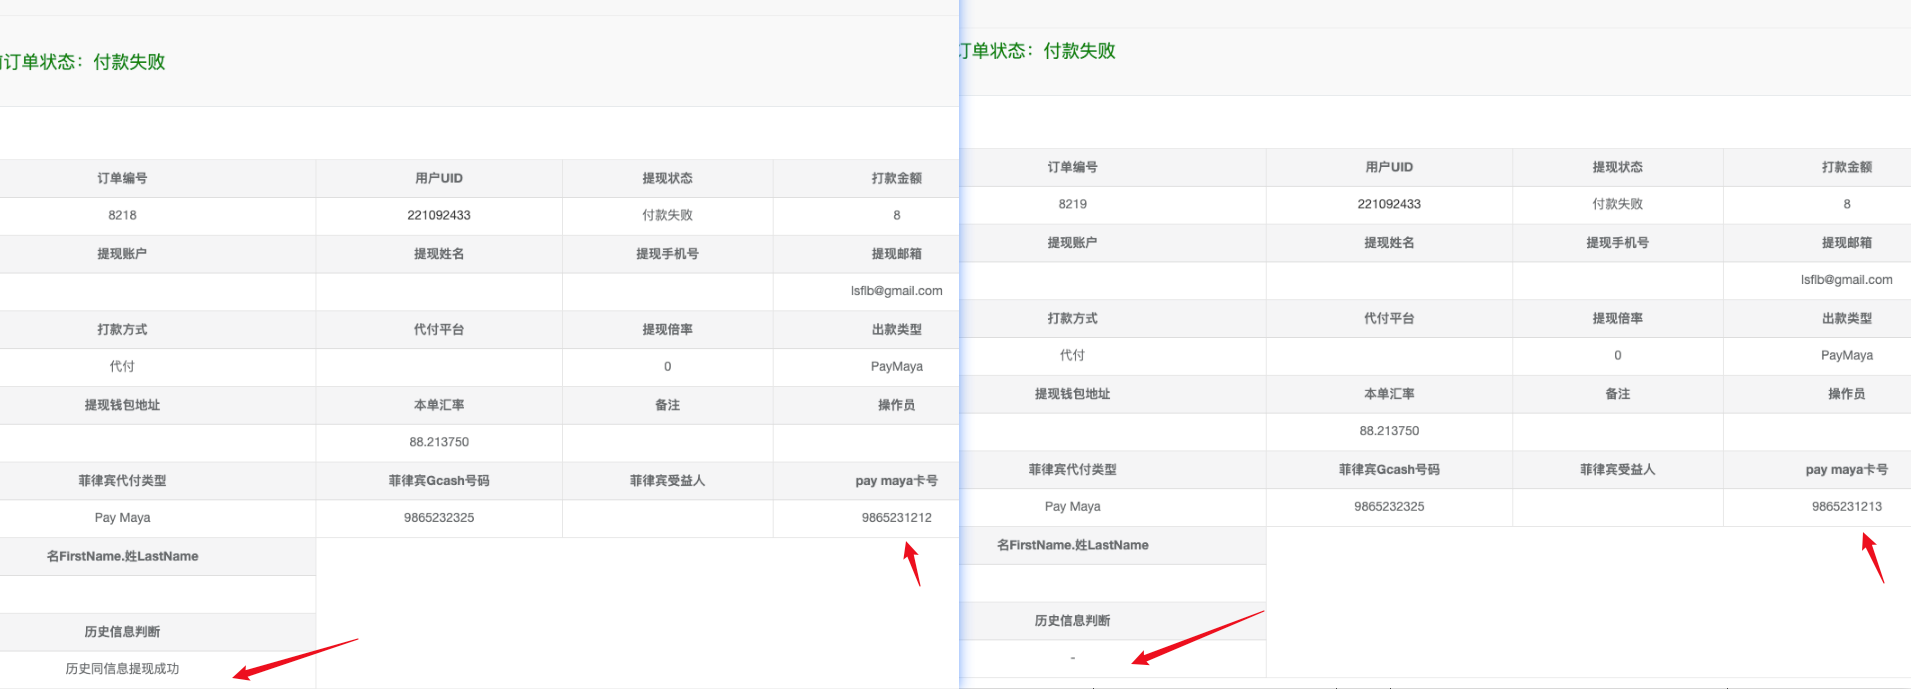 订单状态：付款失败
订单编号 用户UID 提现状态 打款金额
8218 221092433 付款失败 8
提现账户 提现姓名 提现手机号 提现邮箱
lsflb@gmail.com
打款方式 代付平台 提现倍率 出款类型
代付 0 PayMaya
提现钱包地址 本单汇率 备注 操作员
88.213750
菲律宾代付类型 菲律宾Gcash号码 菲律宾受益人 pay maya卡号
Pay Maya 9865232325 9865231212
名FirstName.姓LastName
历史信息判断
历史同信息提现成功
订单状态：付款失败
订单编号 用户UID 提现状态 打款金额
8219 221092433 付款失败 8
提现账户 提现姓名 提现手机号 提现邮箱
lsflb@gmail.com
打款方式 代付平台 提现倍率 出款类型
代付 0 PayMaya
提现钱包地址 本单汇率 备注 操作员
88.213750
菲律宾代付类型 菲律宾Gcash号码 菲律宾受益人 pay maya卡号
Pay Maya 9865232325 9865231213
名FirstName.姓LastName
历史信息判断
-